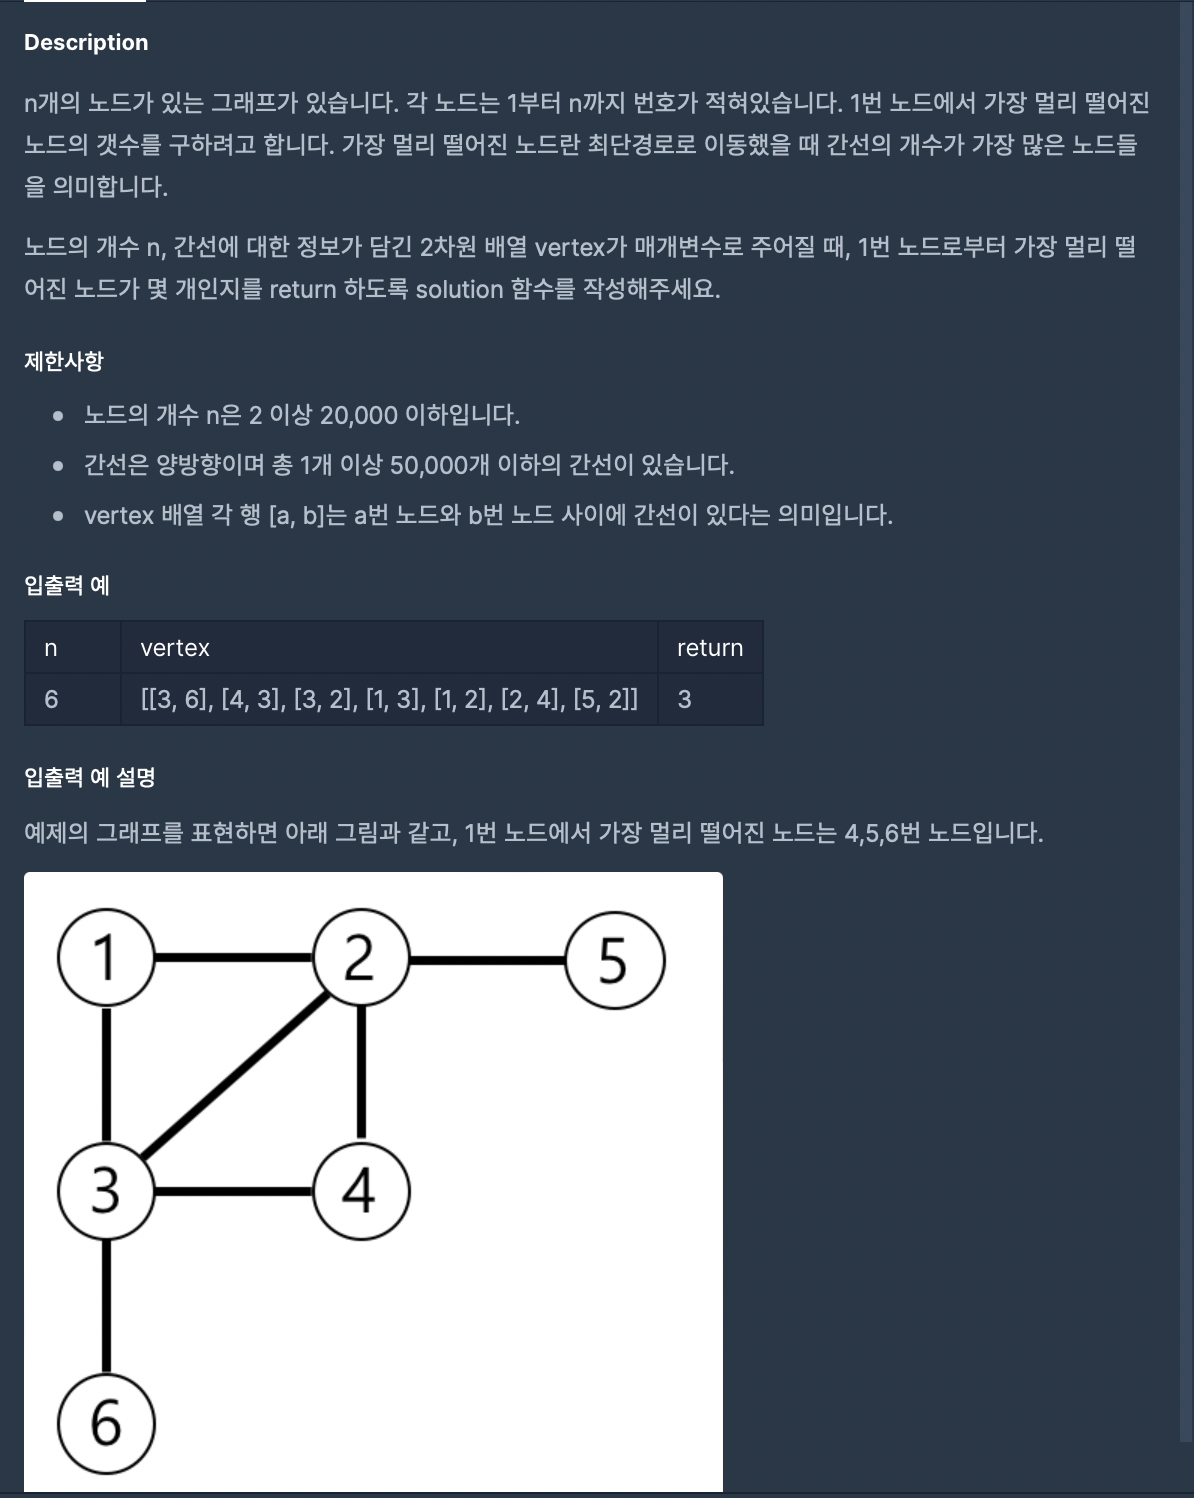 Description
n개의 노드가 있는 그래프가 있습니다. 각 노드는 1부터 n까지 번호가 적혀있습니다. 1번 노드에서 가장 멀리 떨어진
노드의 갯수를 구하려고 합니다. 가장 멀리 떨어진 노드란 최단경로로 이동했을 때 간선의 개수가 가장 많은 노드들
을 의미합니다.
노드의 개수 n, 간선에 대한 정보가 담긴 2차원 배열 vertex가 매개변수로 주어질 때, 1번 노드로부터 가장 멀리 떨
어진 노드가 몇 개인지를 return 하도록 solution 함수를 작성해주세요.
제한사항
• 노드의 개수 n은 2 이상 20,000 이하입니다.
• 간선은 양방향이며 총 1개 이상 50,000개 이하의 간선이 있습니다.
• vertex 배열 각 행 [a, b]는 a번 노드와 b번 노드 사이에 간선이 있다는 의미입니다.
입출력 예
n vertex return
6 [[3, 6], [4, 3], [3, 2], [1, 3], [1, 2], [2, 4], [5, 2]] 3
입출력 예 설명
예제의 그래프를 표현하면 아래 그림과 같고, 1번 노드에서 가장 멀리 떨어진 노드는 4,5,6번 노드입니다.
1 2 5
3 4
6